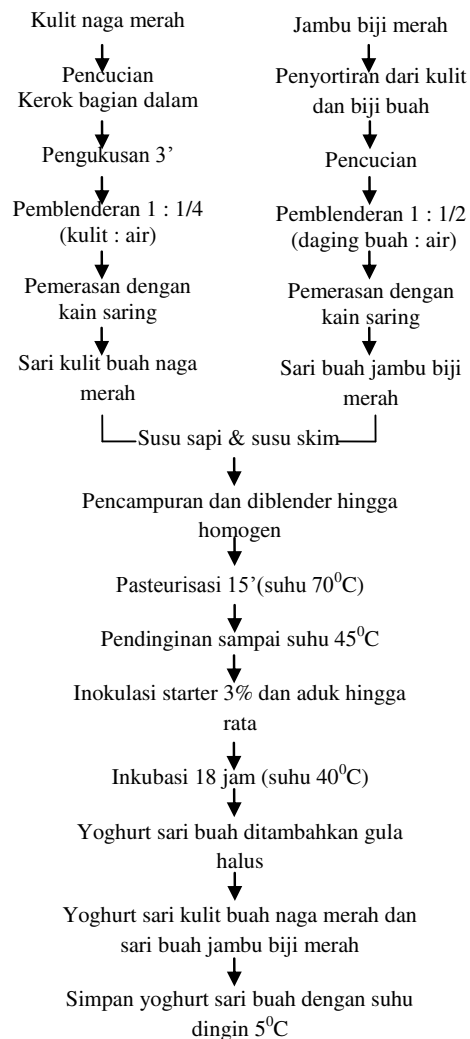 Kulit naga merah
Pencucian
Kerok bagian dalam
Pengukusan 3’
Pemblenderan 1 : 1/4
(kulit : air)
Pemerasan dengan
kain saring
Sari kulit buah naga
merah
Jambu biji merah
Penyortiran dari kulit
dan biji buah
Pencucian
Pemblenderan 1 : 1/2
(daging buah : air)
Pemerasan dengan
kain saring
Sari buah jambu biji
merah
Susu sapi & susu skim
Pencampuran dan diblender hingga
homogen
Pasteurisasi 15’(suhu 70⁰C)
Pendinginan sampai suhu 45⁰C
Inokulasi starter 3% dan aduk hingga
rata
Inkubasi 18 jam (suhu 40⁰C)
Yoghurt sari buah ditambahkan gula
halus
Yoghurt sari kulit buah naga merah dan
sari buah jambu biji merah
Simpan yoghurt sari buah dengan suhu
dingin 5⁰C